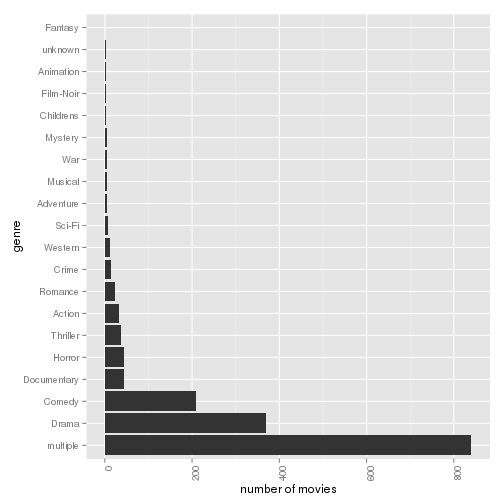 Fantasy
unknown
Animation
Film-Noir
Childrens
Mystery
War
Musical
Adventure
Sci-Fi
Western
Crime
Romance
Action
Thriller
Horror
Documentary
Comedy
Drama
multiple
genre
0
200
400
600
800
number of movies